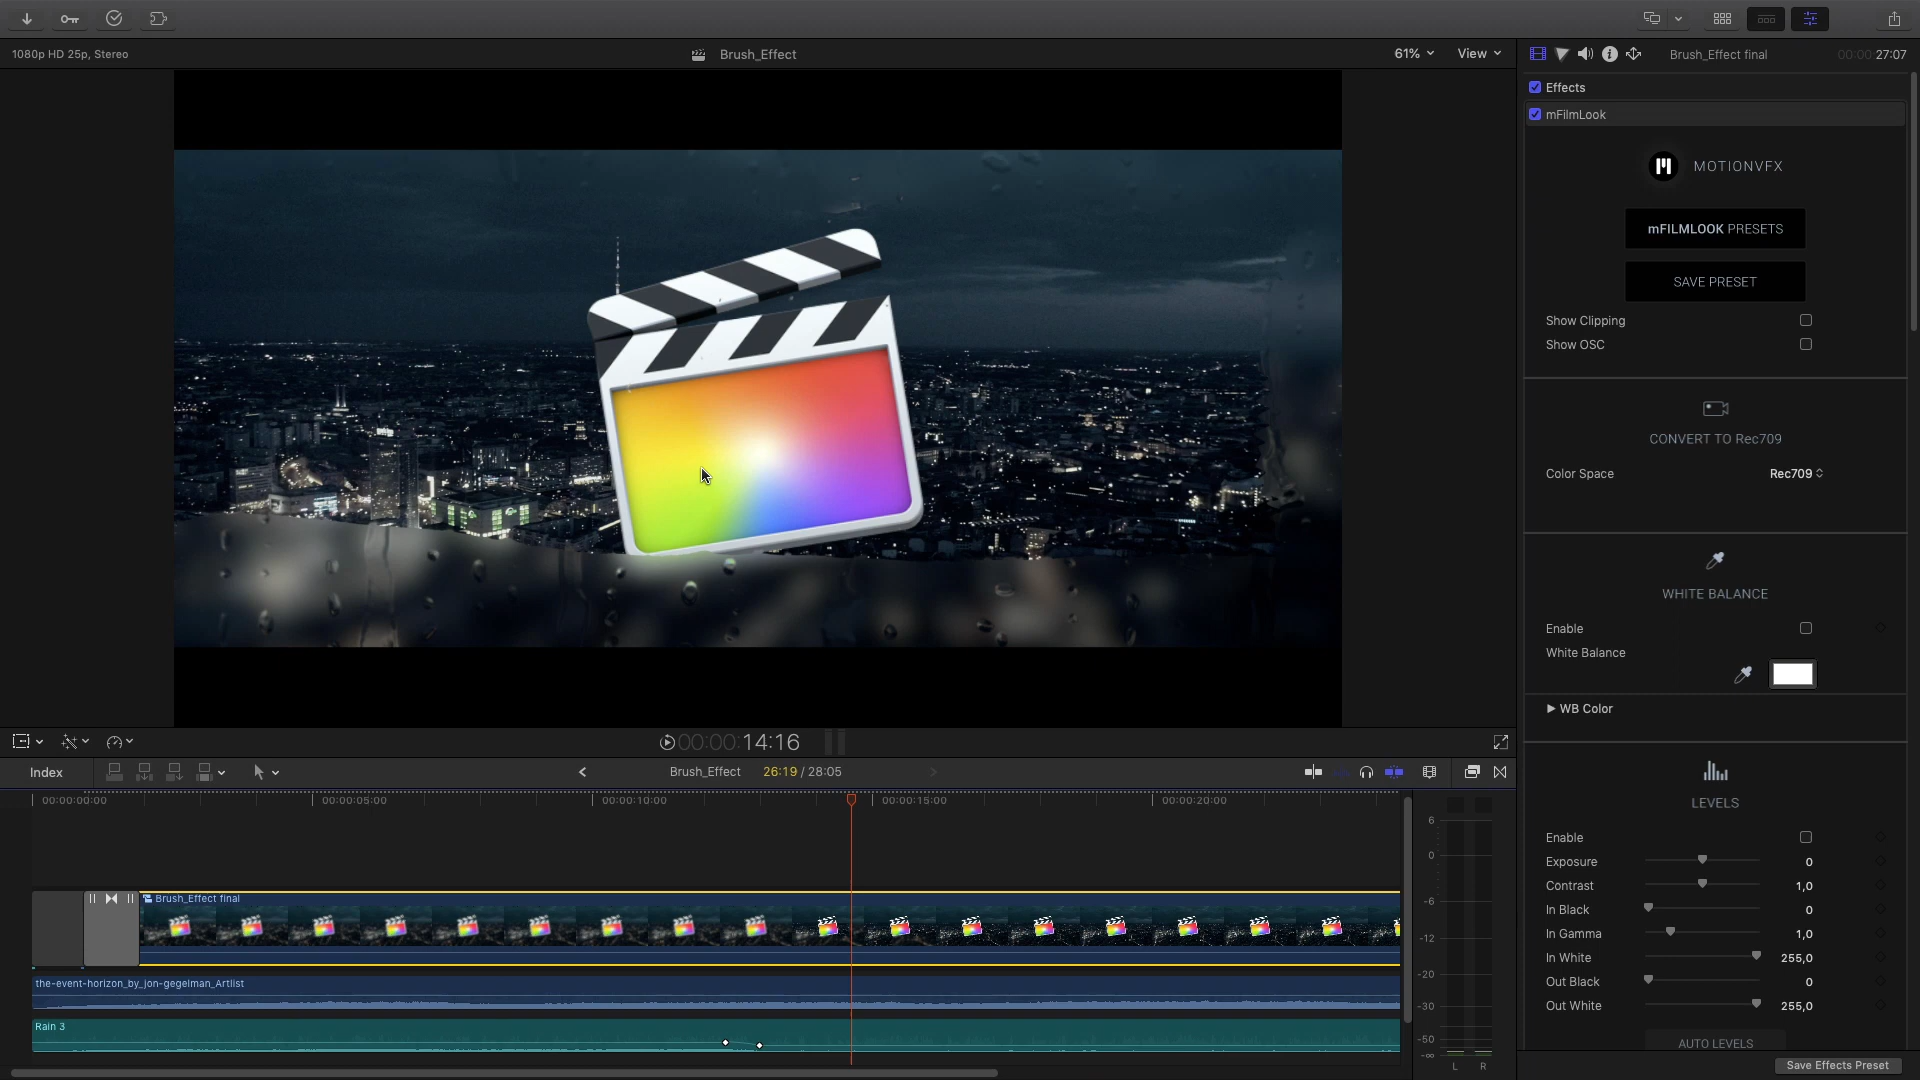 1080p HD 25p, Stereo
Brush_Effect
61%
View
Brush_Effect final
00:00:27:07
Effects
mFilmLook
MOTIONVFX
mFILMLOOK PRESETS
SAVE PRESET
Show Clipping
Show OSC
CONVERT TO Rec709
Color Space
Rec709
WHITE BALANCE
Enable
White Balance
WB Color
LEVELS
Enable
Exposure
0
Contrast
1,0
In Black
0
In Gamma
1,0
In White
255,0
Out Black
0
Out White
255,0
AUTO LEVELS
Save Effects Preset
00:00:14:16
Index
Brush_Effect
26:19 / 28:05
00:00:00:00
00:00:05:00
00:00:10:00
00:00:15:00
00:00:20:00
Brush_Effect final
the-event-horizon_by_jon-gegelman_Artlist
Rain 3
6
0
-6
-12
-20
-30
-50
-∞
L
R